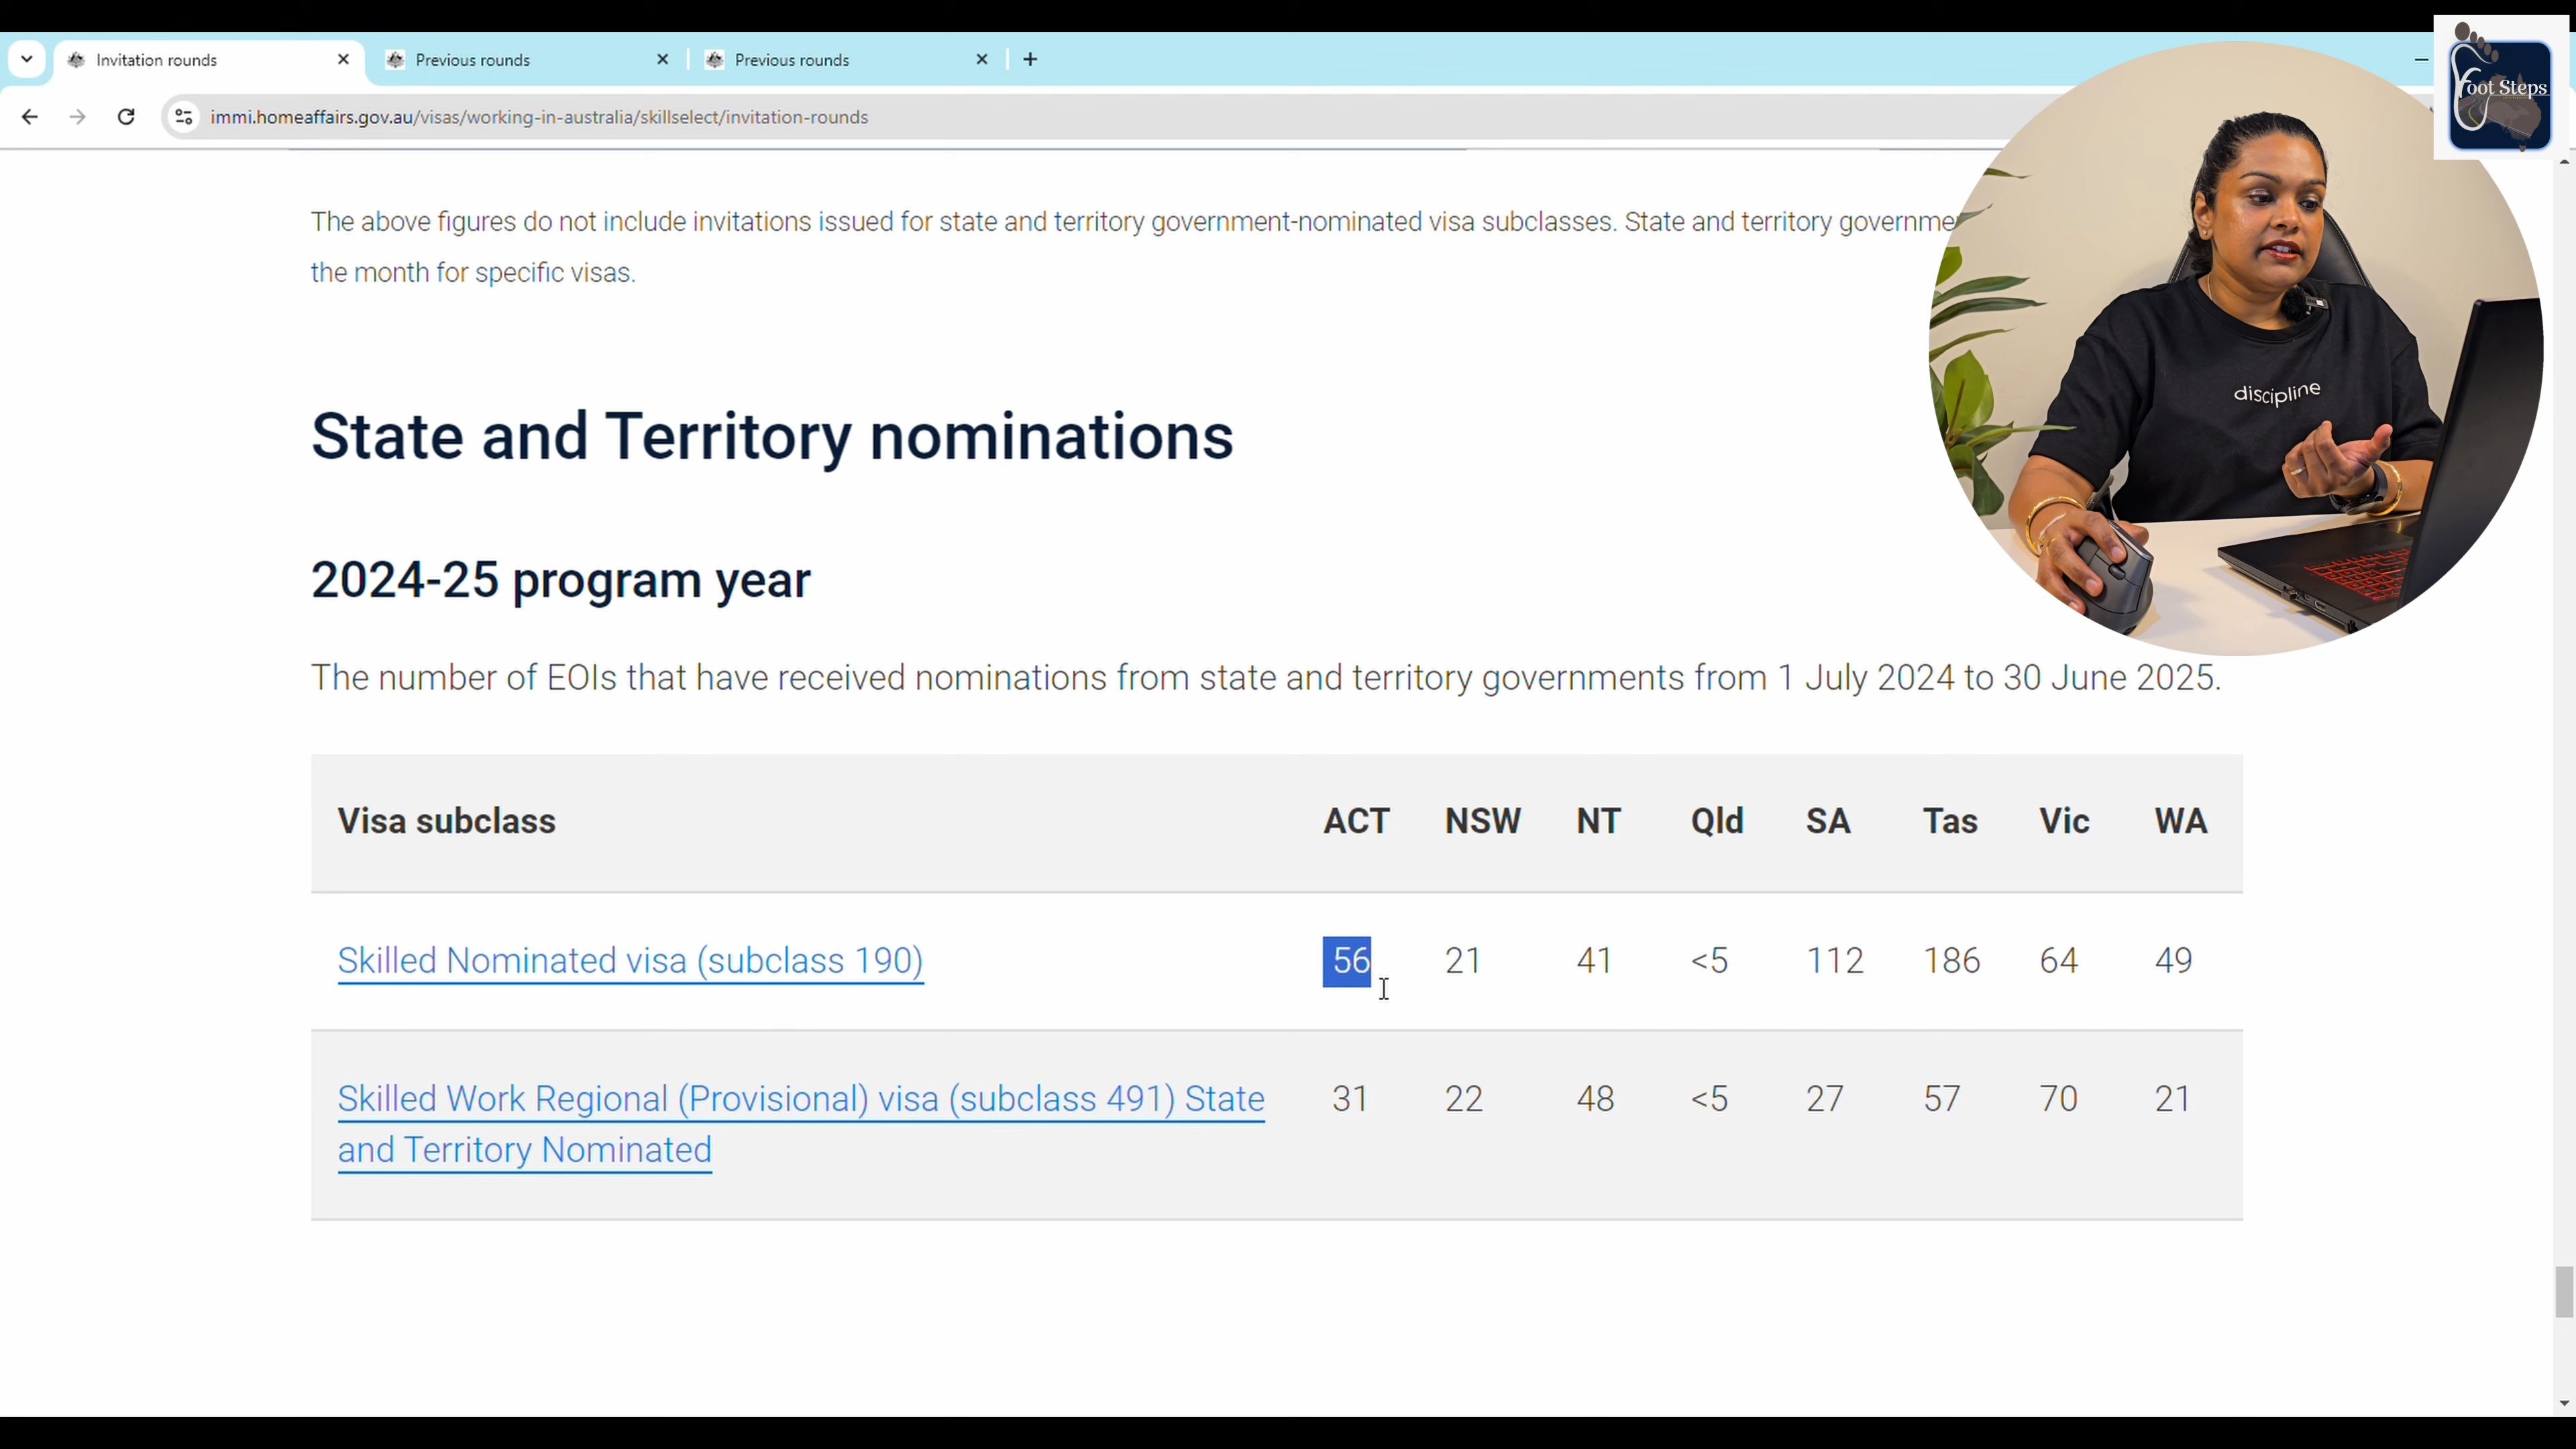 Invitation rounds
Previous rounds
Previous rounds
immi.homeaffairs.gov.au/visas/working-in-australia/skillselect/invitation-rounds
Foot Steps
The above figures do not include invitations issued for state and territory government-nominated visa subclasses. State and territory
the month for specific visas.
discipline
State and Territory nominations
2024-25 program year
The number of EOIs that have received nominations from state and territory governments from 1 July 2024 to 30 June 2025.
Visa subclass ACT NSW NT Qld SA Tas Vic WA
Skilled Nominated visa (subclass 190) 56 21 41 <5 112 186 64 49
Skilled Work Regional (Provisional) visa (subclass 491) State 31 22 48 <5 27 57 70 21
and Territory Nominated